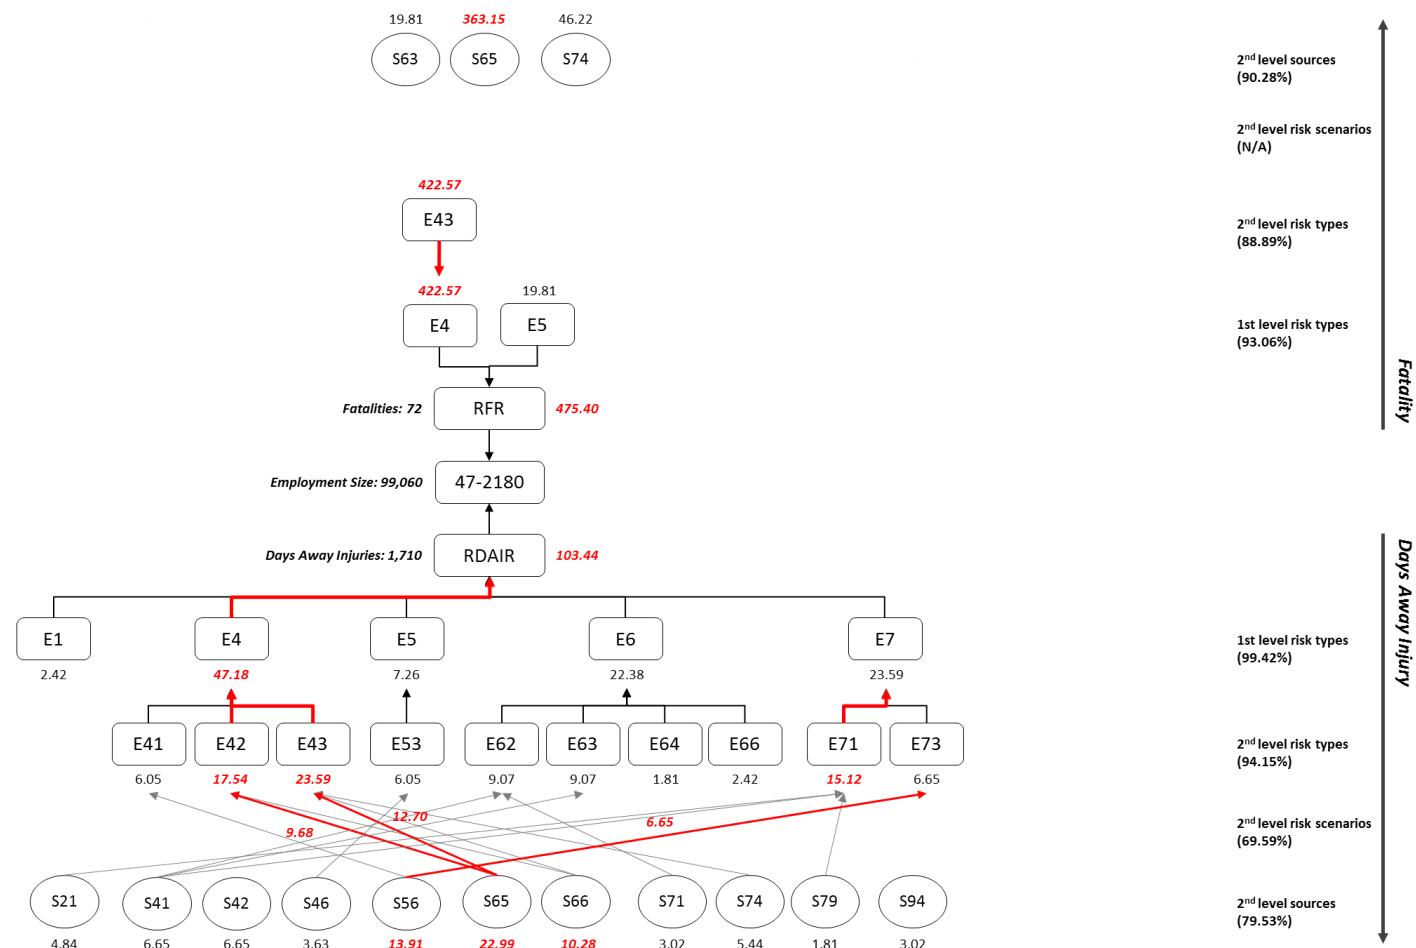 19.81 363.15 46.22
S63 S65 S74
2nd level sources
(90.28%)
2nd level risk scenarios
(N/A)
422.57
E43
2nd level risk types
(88.89%)
422.57 19.81
E4 E5
1st level risk types
(93.06%)
Fatality
Fatalities: 72 RFR 475.40
Employment Size: 99,060 47-2180
Days Away Injuries: 1,710 RDAIR 103.44
Days Away Injury
E1 E4 E5 E6 E7
2.42 47.18 7.26 22.38 23.59
1st level risk types
(99.42%)
E41 E42 E43 E53 E62 E63 E64 E66 E71 E73
6.05 17.54 23.59 6.05 9.07 9.07 1.81 2.42 15.12 6.65
2nd level risk types
(94.15%)
9.68 12.70 6.65
2nd level risk scenarios
(69.59%)
S21 S41 S42 S46 S56 S65 S66 S71 S74 S79 S94
4.84 6.65 6.65 3.63 13.91 22.99 10.28 3.02 5.44 1.81 3.02
2nd level sources
(79.53%)